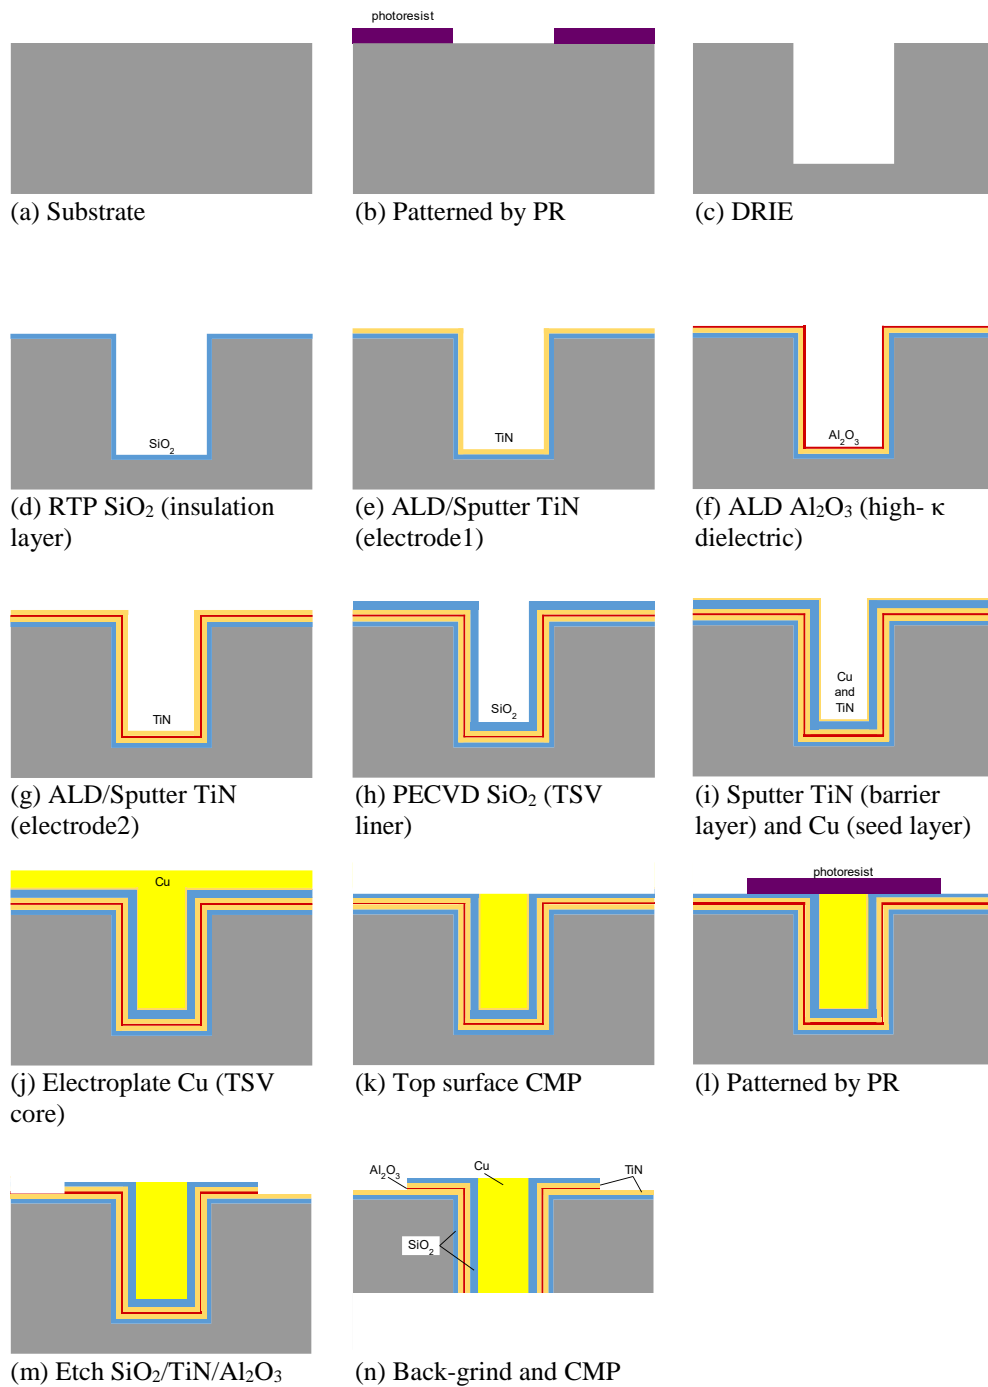 photoresist
(a) Substrate
(b) Patterned by PR
(c) DRIE
SiO₂
TiN
Al₂O₃
(d) RTP SiO₂ (insulation
layer)
(e) ALD/Sputter TiN
(electrode1)
(f) ALD Al₂O₃ (high- κ
dielectric)
TiN
SiO₂
Cu
and
TiN
(g) ALD/Sputter TiN
(electrode2)
(h) PECVD SiO₂ (TSV
liner)
(i) Sputter TiN (barrier
layer) and Cu (seed layer)
Cu
photoresist
(j) Electroplate Cu (TSV
core)
(k) Top surface CMP
(l) Patterned by PR
Al₂O₃
Cu
TiN
SiO₂
(m) Etch SiO₂/TiN/Al₂O₃
(n) Back-grind and CMP